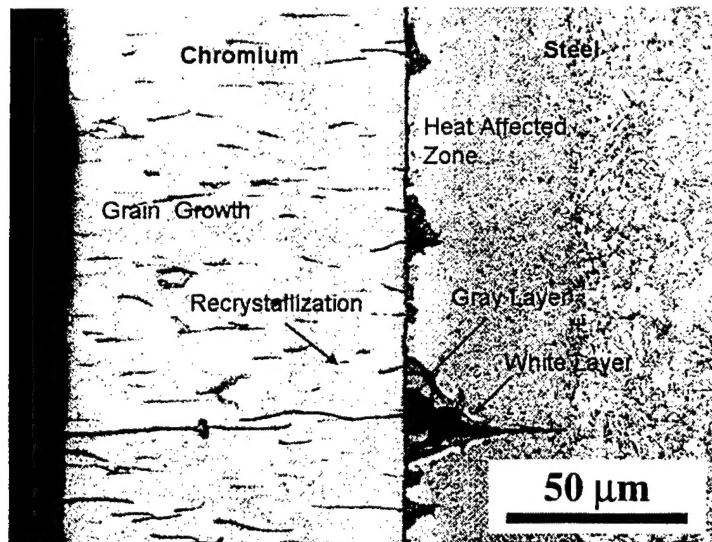 Chromium
Steel
Heat Affected
Zone
Grain Growth
Recrystallization
Gray Layer
White Layer
50 μm